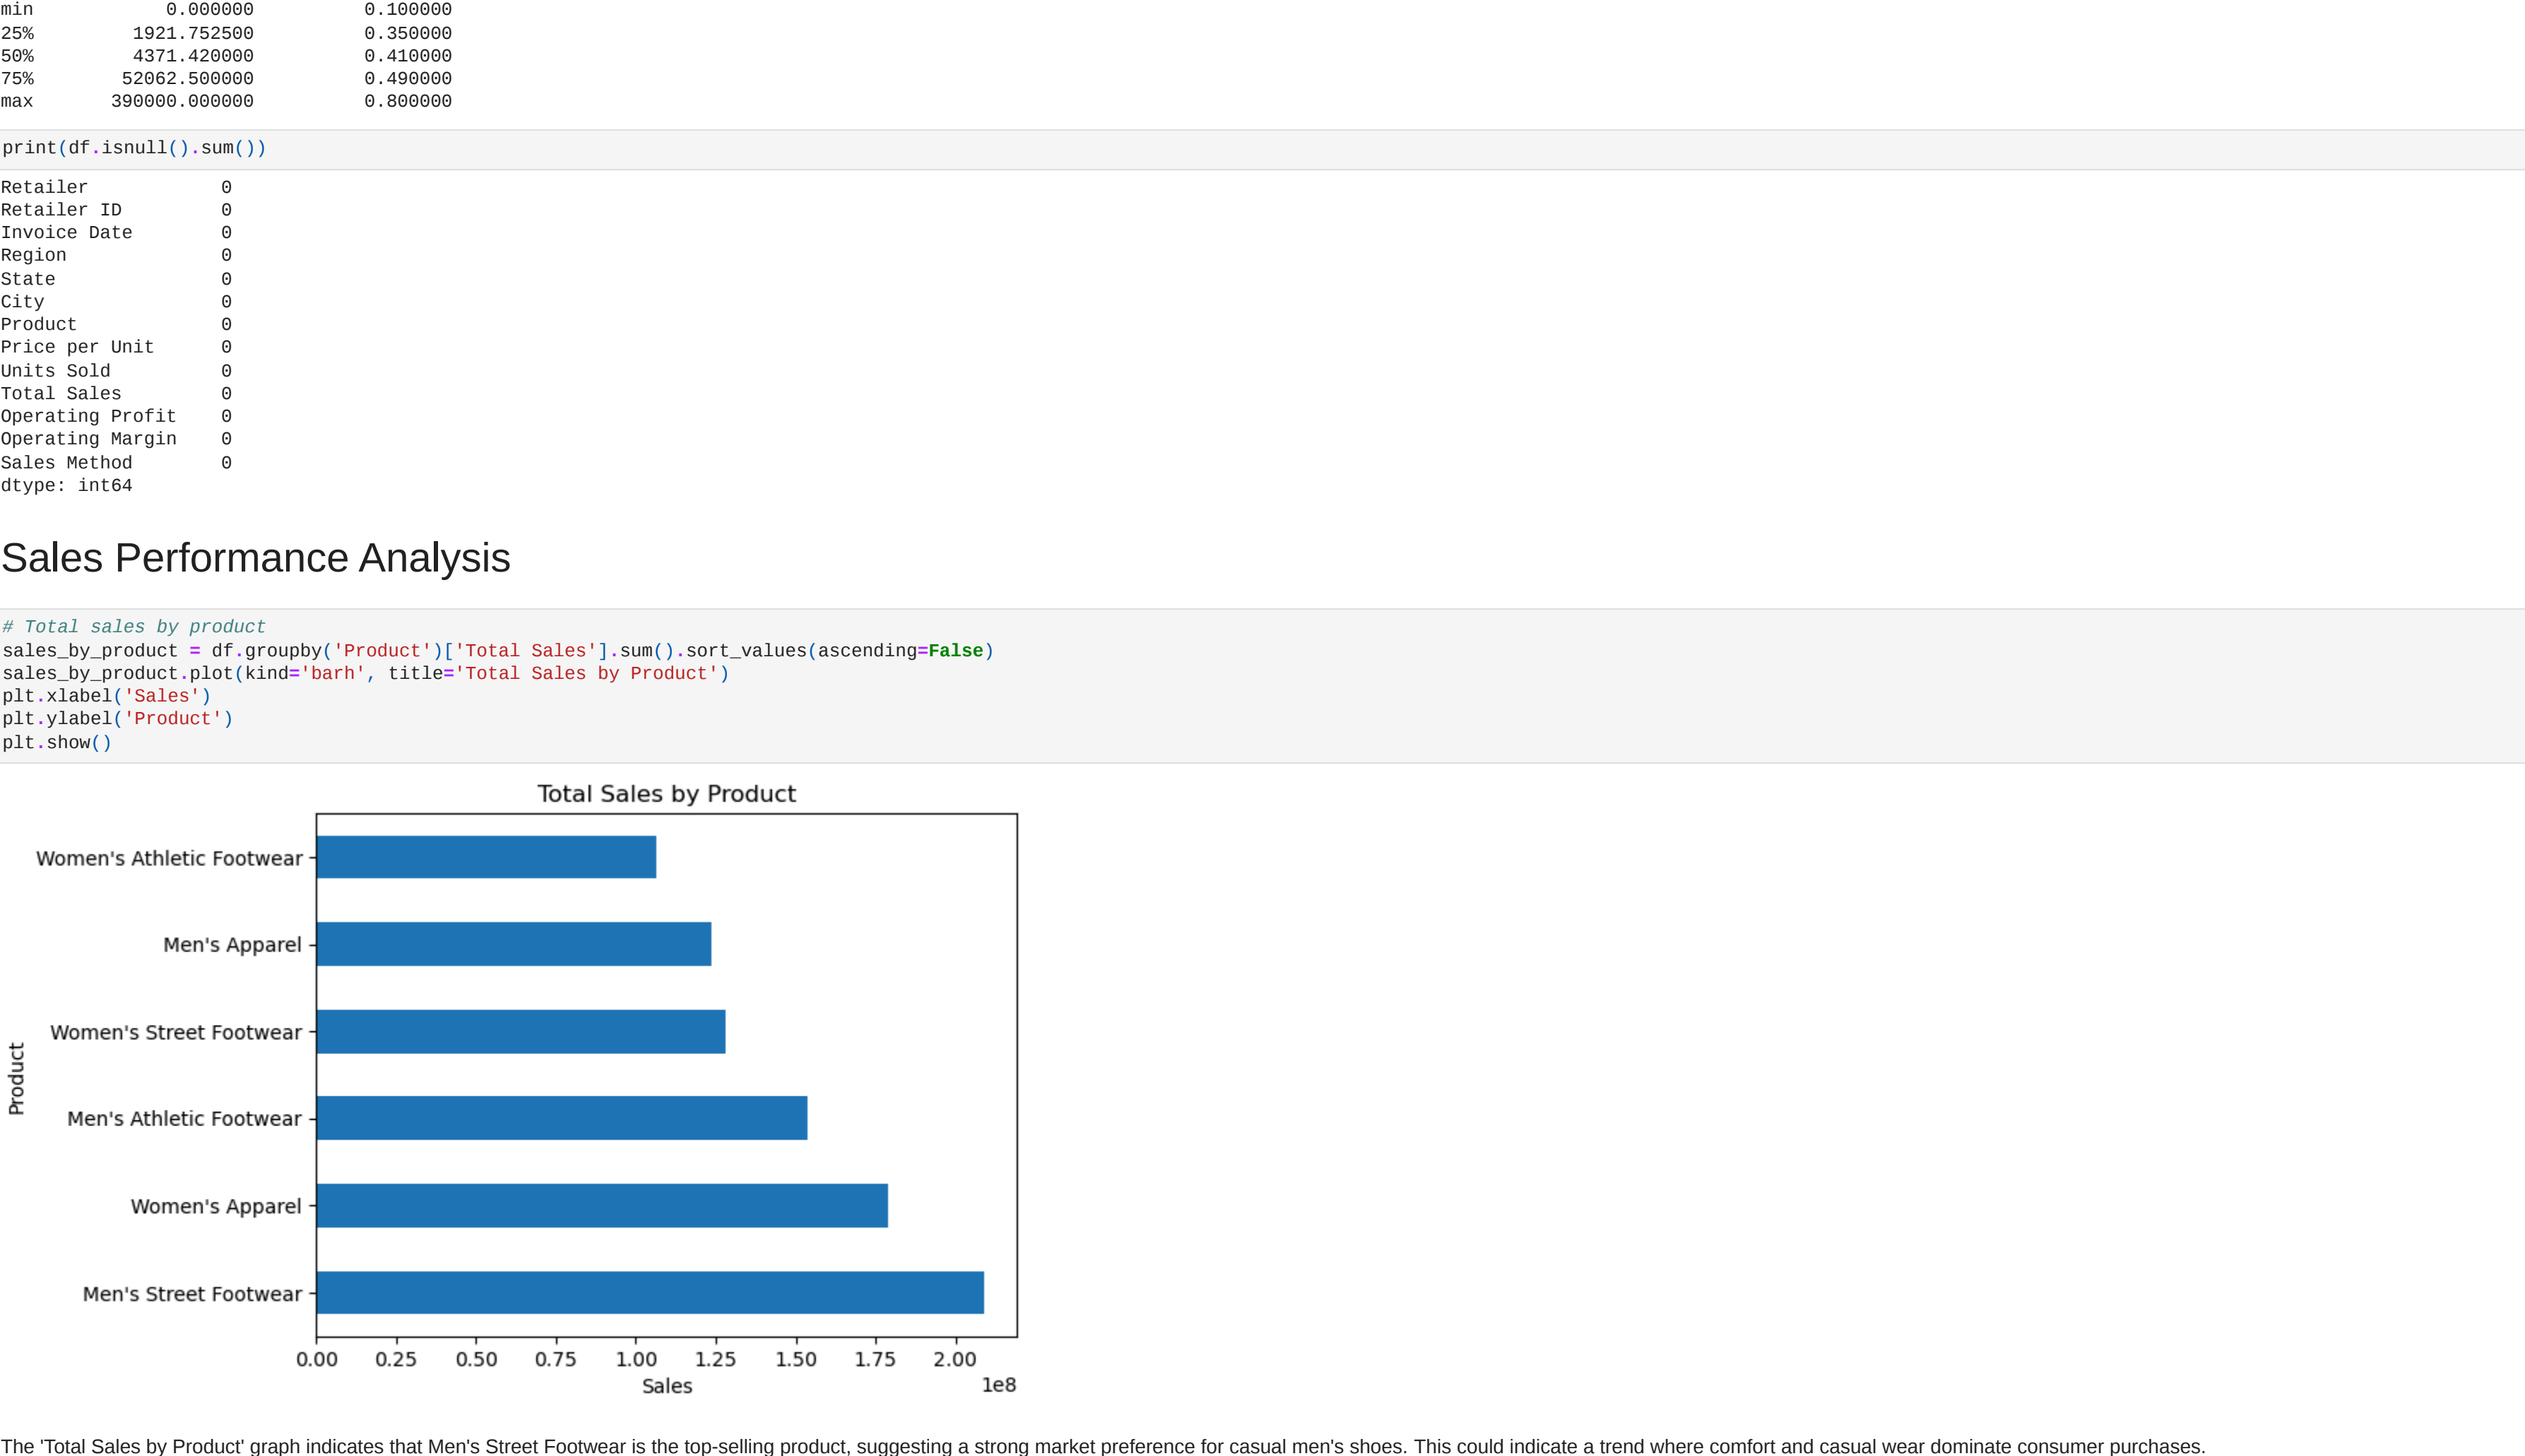 min            0.000000          0.100000
25%         1921.752500          0.350000
50%         4371.420000          0.410000
75%        52062.500000          0.490000
max       390000.000000          0.800000
print(df.isnull().sum())
Retailer            0
Retailer ID         0
Invoice Date        0
Region              0
State               0
City                0
Product             0
Price per Unit      0
Units Sold          0
Total Sales         0
Operating Profit    0
Operating Margin    0
Sales Method        0
dtype: int64
Sales Performance Analysis
# Total sales by product
sales_by_product = df.groupby('Product')['Total Sales'].sum().sort_values(ascending=False)
sales_by_product.plot(kind='barh', title='Total Sales by Product')
plt.xlabel('Sales')
plt.ylabel('Product')
plt.show()
Total Sales by Product
Women's Athletic Footwear
Men's Apparel
Women's Street Footwear
Product
Men's Athletic Footwear
Women's Apparel
Men's Street Footwear
0.00 0.25 0.50 0.75 1.00 1.25 1.50 1.75 2.00
Sales 1e8
The 'Total Sales by Product' graph indicates that Men's Street Footwear is the top-selling product, suggesting a strong market preference for casual men's shoes. This could indicate a trend where comfort and casual wear dominate consumer purchases.